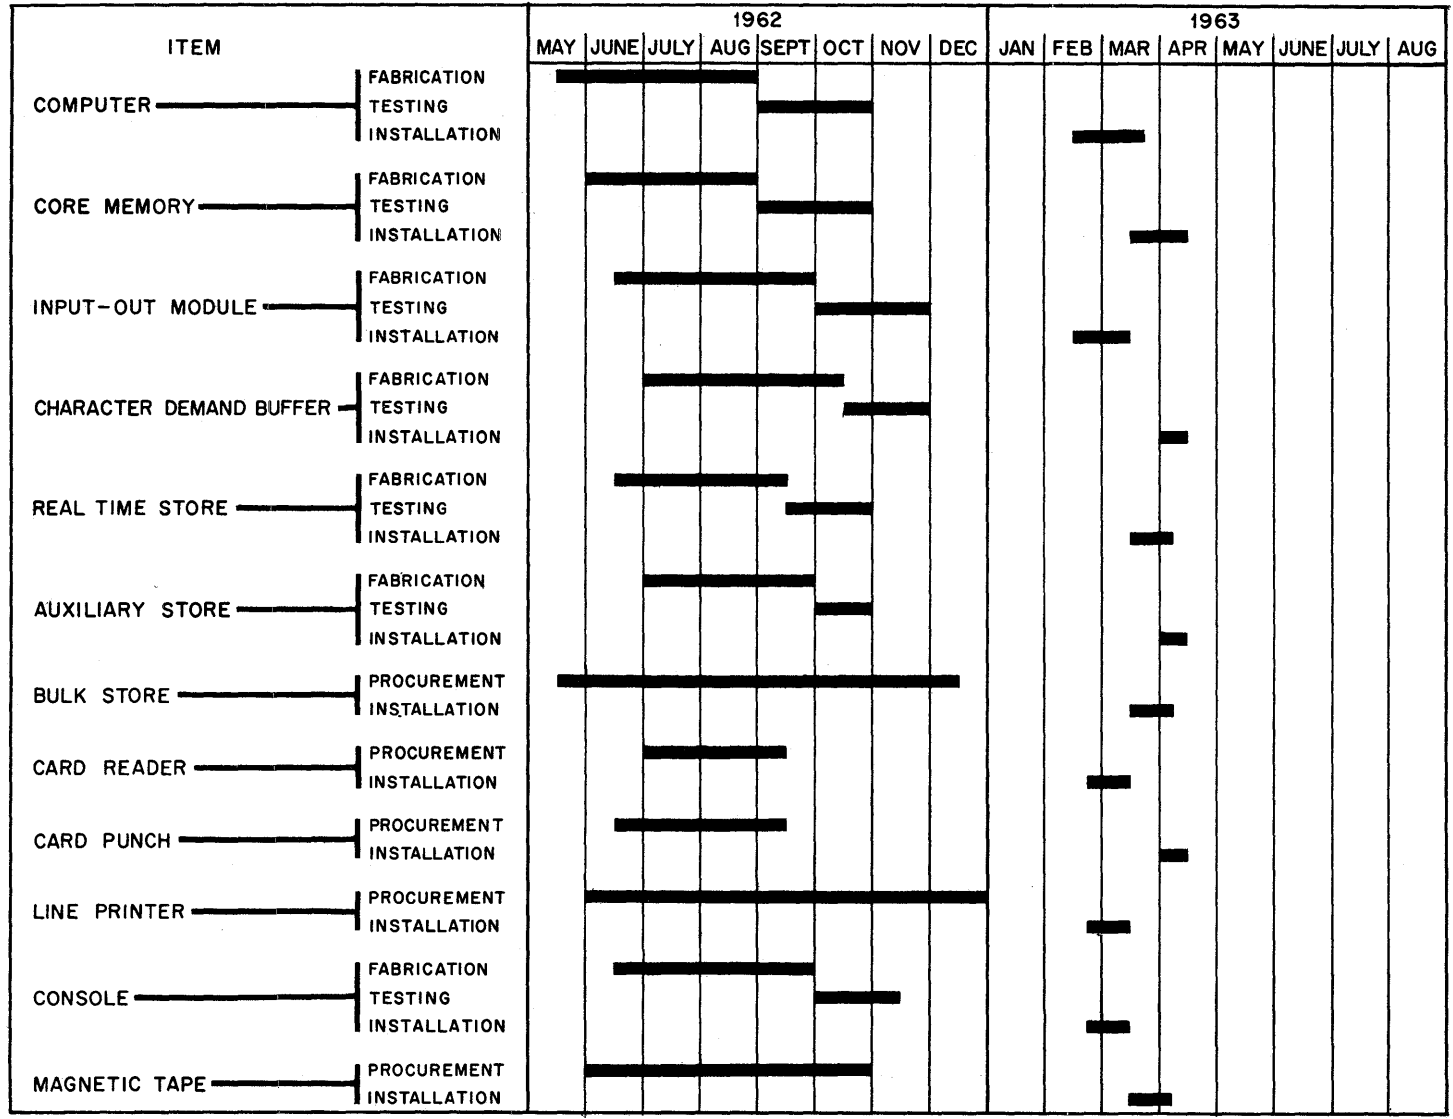 1962 1963
ITEM MAY JUNE JULY AUG SEPT OCT NOV DEC JAN FEB MAR APR MAY JUNE JULY AUG
FABRICATION
COMPUTER TESTING
INSTALLATION
FABRICATION
CORE MEMORY TESTING
INSTALLATION
FABRICATION
INPUT-OUT MODULE TESTING
INSTALLATION
FABRICATION
CHARACTER DEMAND BUFFER TESTING
INSTALLATION
FABRICATION
REAL TIME STORE TESTING
INSTALLATION
FABRICATION
AUXILIARY STORE TESTING
INSTALLATION
PROCUREMENT
BULK STORE
INSTALLATION
PROCUREMENT
CARD READER
INSTALLATION
PROCUREMENT
CARD PUNCH
INSTALLATION
PROCUREMENT
LINE PRINTER
INSTALLATION
FABRICATION
CONSOLE TESTING
INSTALLATION
PROCUREMENT
MAGNETIC TAPE
INSTALLATION